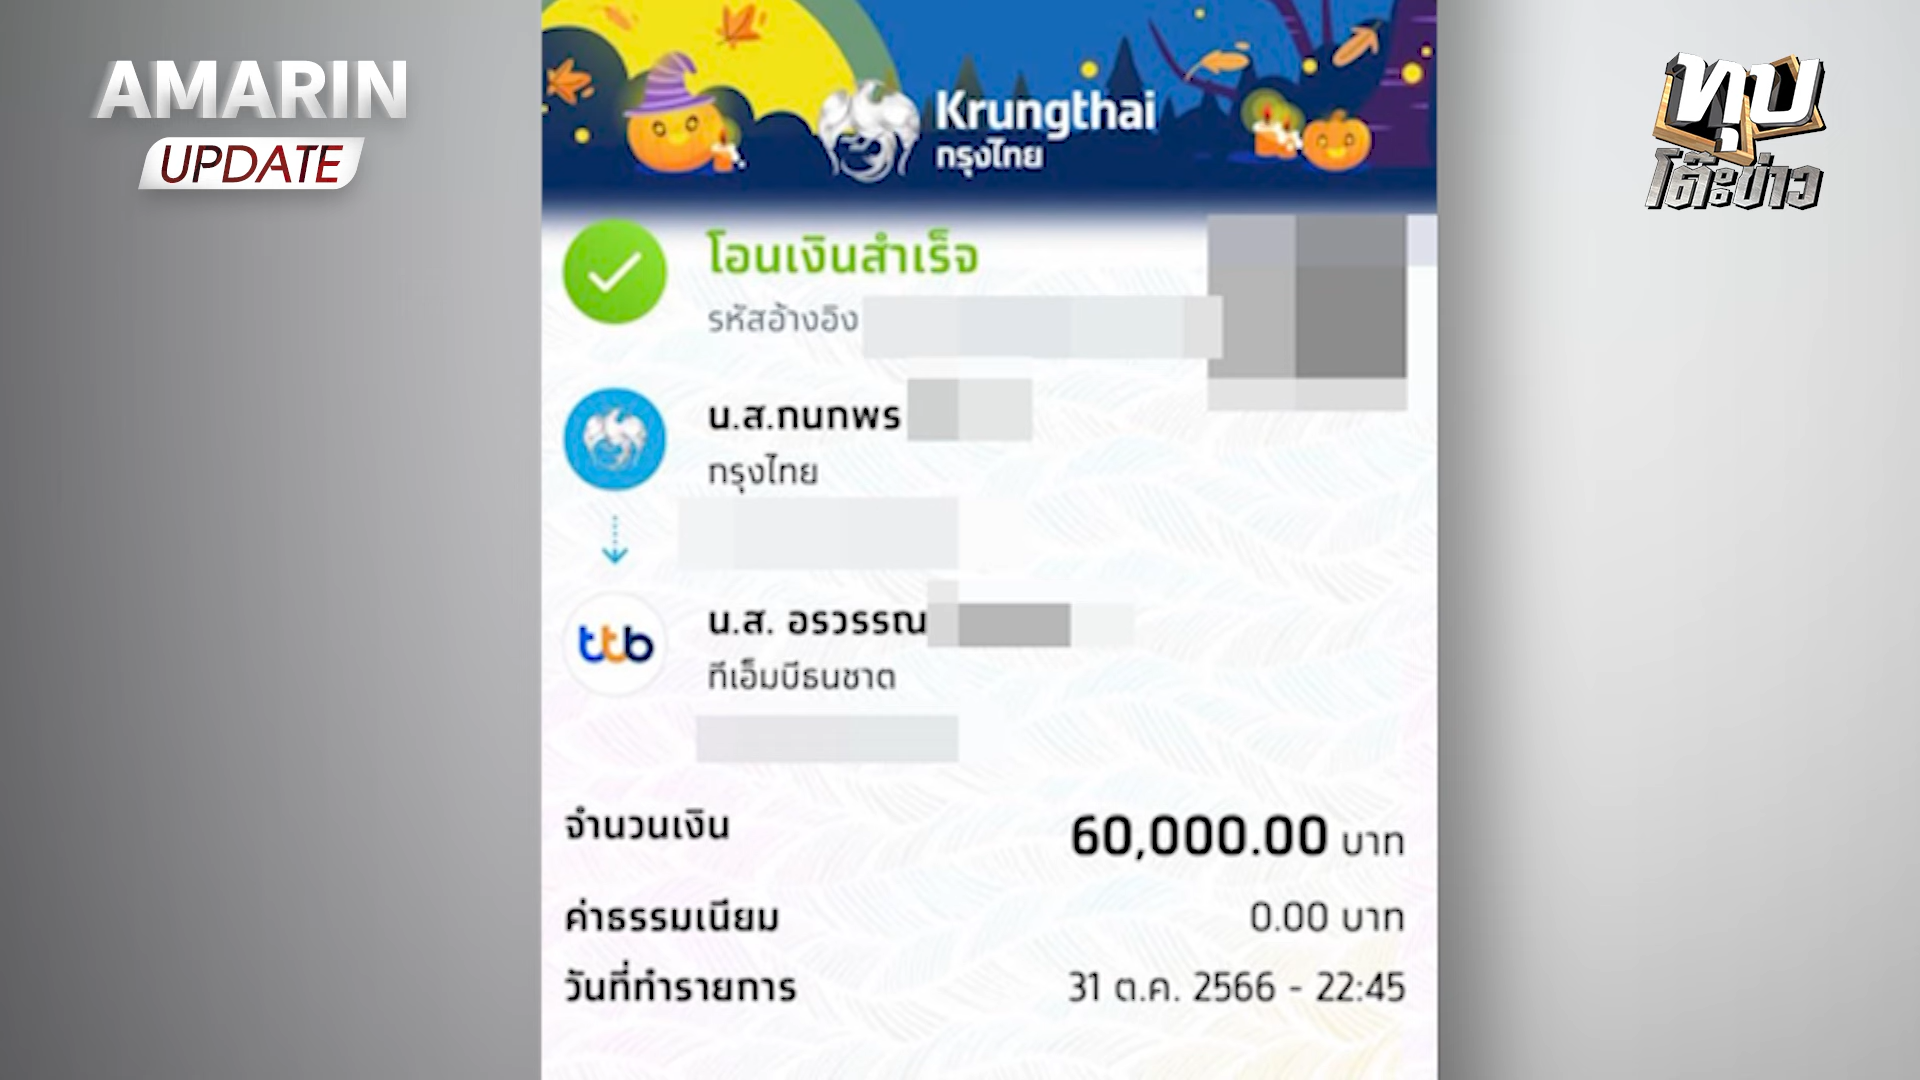 AMARIN
UPDATE
ทุบ
โต๊ะข่าว
Krungthai
กรุงไทย
โอนเงินสำเร็จ
รหัสอ้างอิง
น.ส.กนกพร
กรุงไทย
ttb
น.ส. อรวรรณ
ทีเอ็มบีธนชาต
จำนวนเงิน
60,000.00 บาท
ค่าธรรมเนียม
0.00 บาท
วันที่ทำรายการ
31 ต.ค. 2566 - 22:45